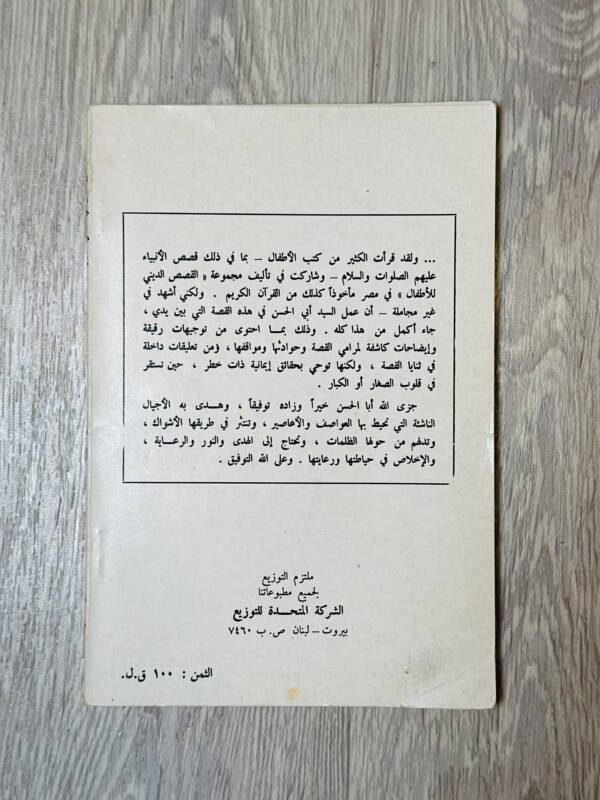 ... ولقد قرأت الكثير من كتب الأطفال – بما في ذلك قصص الأنبياء
عليهم الصلوات والسلام – وشاركت في تأليف مجموعة « القصص الديني
للأطفال » في مصر مأخوذاً كذلك من القرآن الكريم . ولكني أشهد في
غير مجاملة – أن عمل السيد أبي الحسن في هذه القصة التي بين يدي ،
جاء أكمل من هذا كله . وذلك بمـا احتوى من توجيهات رقيقة
وإيضاحات كاشفة لمرامي القصة وحوادثها ومواقفها ، ومن تعليقات داخلة
في ثنايا القصة ، ولكنها توحي بحقائق إيمانية ذات خطر ، حين تستقر
في قلوب الصغار أو الكبار .
جزى الله أبا الحسن خيراً وزاده توفيقاً ، وهـدى به الأجيال
الناشئة التي تحيط بها العواصف والأعاصير ، وتنتثر في طريقها الأشواك ،
وتدلهم من حولها الظلمات ، وتحتاج إلى الهدى والنور والرعـاية ،
والإخلاص في حياطتها ورعايتها . وعلى الله التوفيق .
ملتزم التوزيع
لجميع مطبوعاتنا
الشركة المتحـدة للتوزيع
بيروت – لبنان ص. ب ٧٤٦٠
الثمن : ١٠٠ ق.ل.